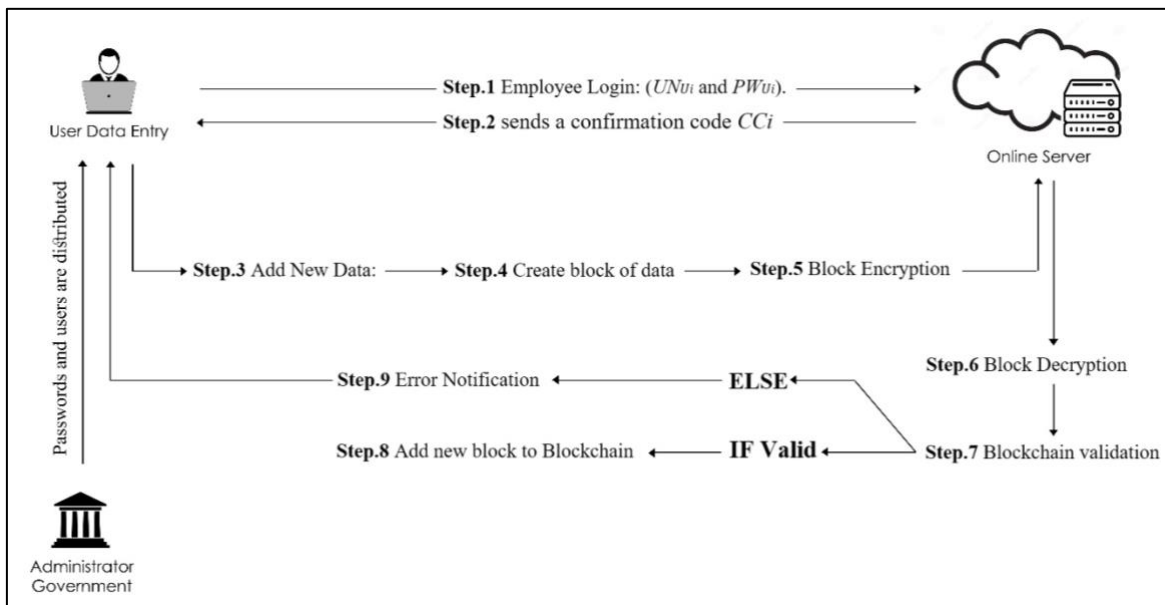 Step.1 Employee Login: (UNUi and PWUi).
Step.2 sends a confirmation code CCi
User Data Entry
Online Server
Passwords and users are distributed
Step.3 Add New Data:
Step.4 Create block of data
Step.5 Block Encryption
Step.6 Block Decryption
Step.9 Error Notification
ELSE
Step.8 Add new block to Blockchain
IF Valid
Step.7 Blockchain validation
Administrator
Government